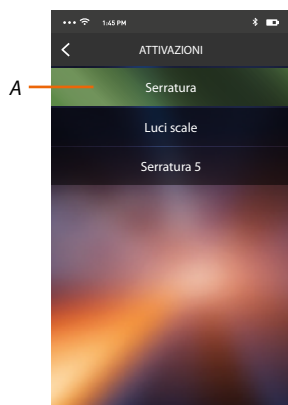 1:45 PM
ATTIVAZIONI
A
Serratura
Luci scale
Serratura 5